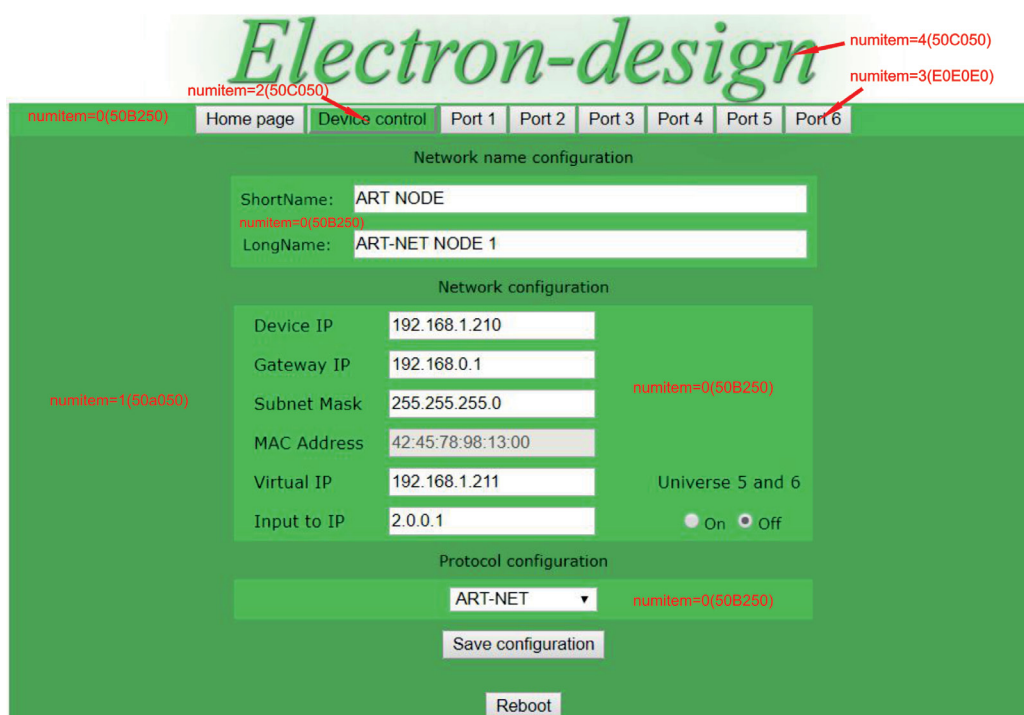 Electron-design
numitem=4(50C050)
numitem=3(E0E0E0)
numitem=2(50C050)
numitem=0(50B250) Home page Device control Port 1 Port 2 Port 3 Port 4 Port 5 Port 6
Network name configuration
ShortName: ART NODE
numitem=0(50B250)
LongName: ART-NET NODE 1
Network configuration
Device IP 192.168.1.210
Gateway IP 192.168.0.1
numitem=0(50B250)
numitem=1(50a050)
Subnet Mask 255.255.255.0
MAC Address 42:45:78:98:13:00
Virtual IP 192.168.1.211 Universe 5 and 6
Input to IP 2.0.0.1 On Off
Protocol configuration
ART-NET numitem=0(50B250)
Save configuration
Reboot